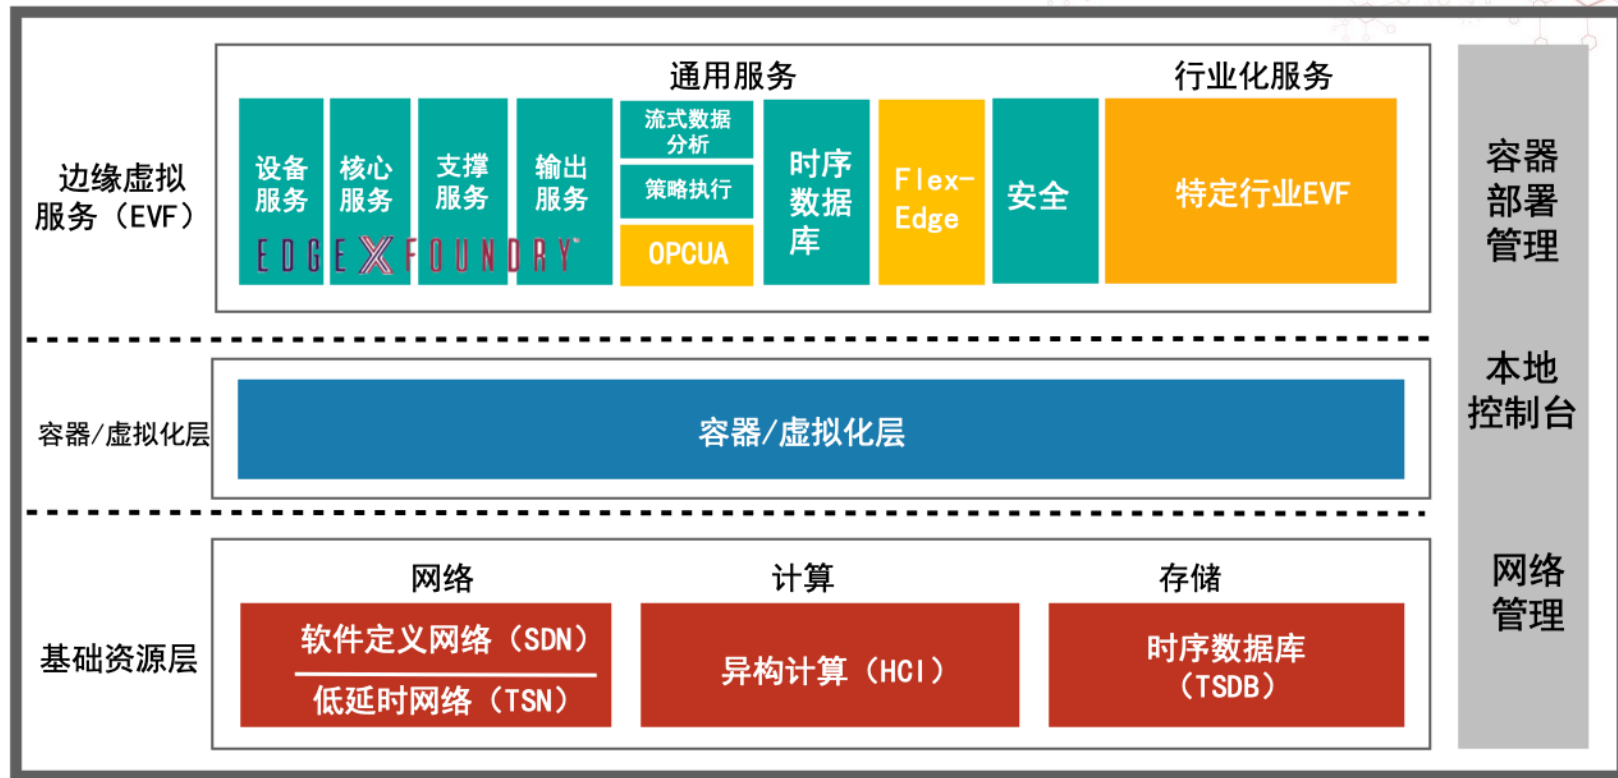 通用服务
行业化服务
边缘虚拟
服务（EVF）
设备
服务
核心
服务
支撑
服务
输出
服务
EDGE X FOUNDRY™
流式数据
分析
策略执行
OPCUA
时序
数据
库
Flex-
Edge
安全
特定行业EVF
容器/虚拟化层
容器/虚拟化层
基础资源层
网络
软件定义网络（SDN）
低延时网络（TSN）
计算
异构计算（HCI）
存储
时序数据库
（TSDB）
容器
部署
管理
本地
控制台
网络
管理